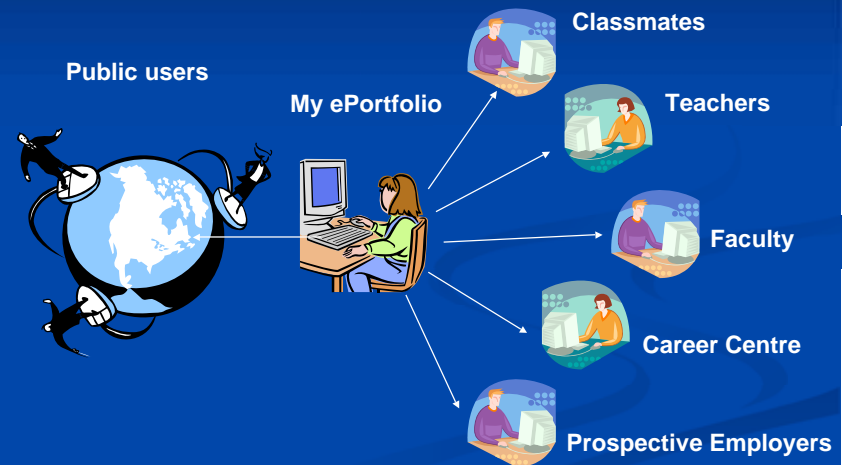 Classmates
Public users
My ePortfolio
Teachers
Faculty
Career Centre
Prospective Employers